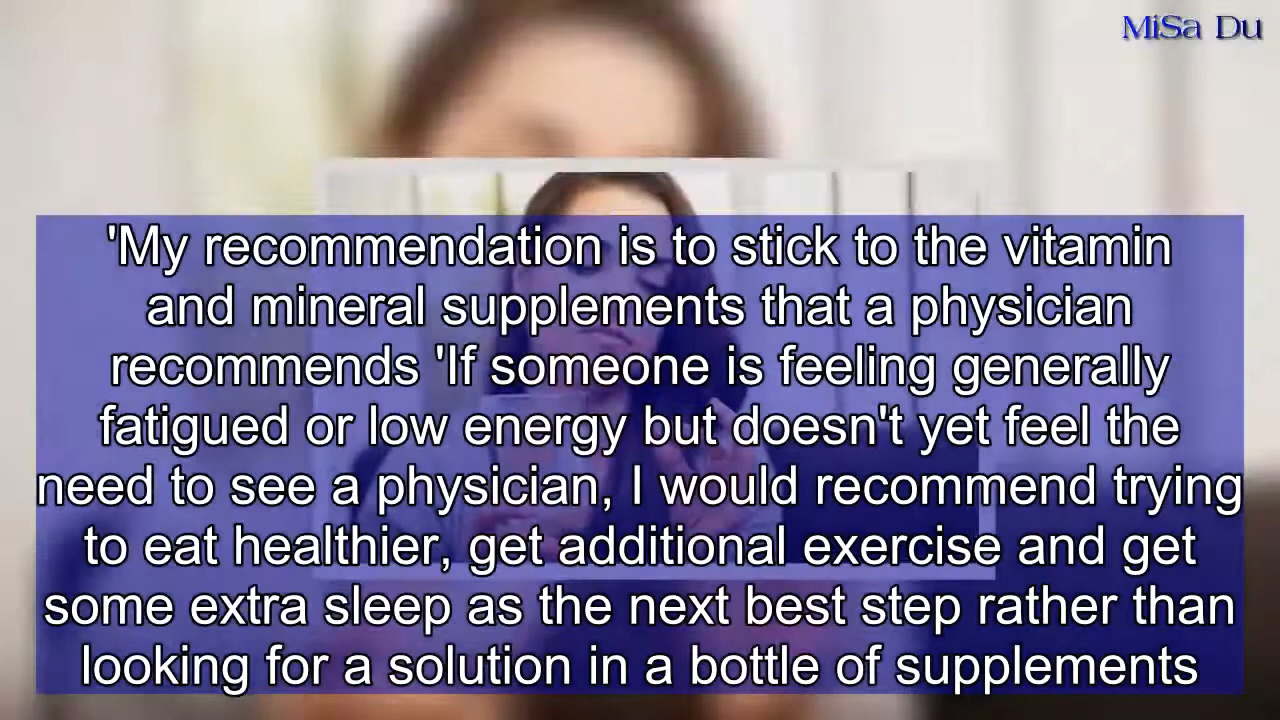 MiSa Du
'My recommendation is to stick to the vitamin
and mineral supplements that a physician
recommends 'If someone is feeling generally
fatigued or low energy but doesn't yet feel the
need to see a physician, I would recommend trying
to eat healthier, get additional exercise and get
some extra sleep as the next best step rather than
looking for a solution in a bottle of supplements